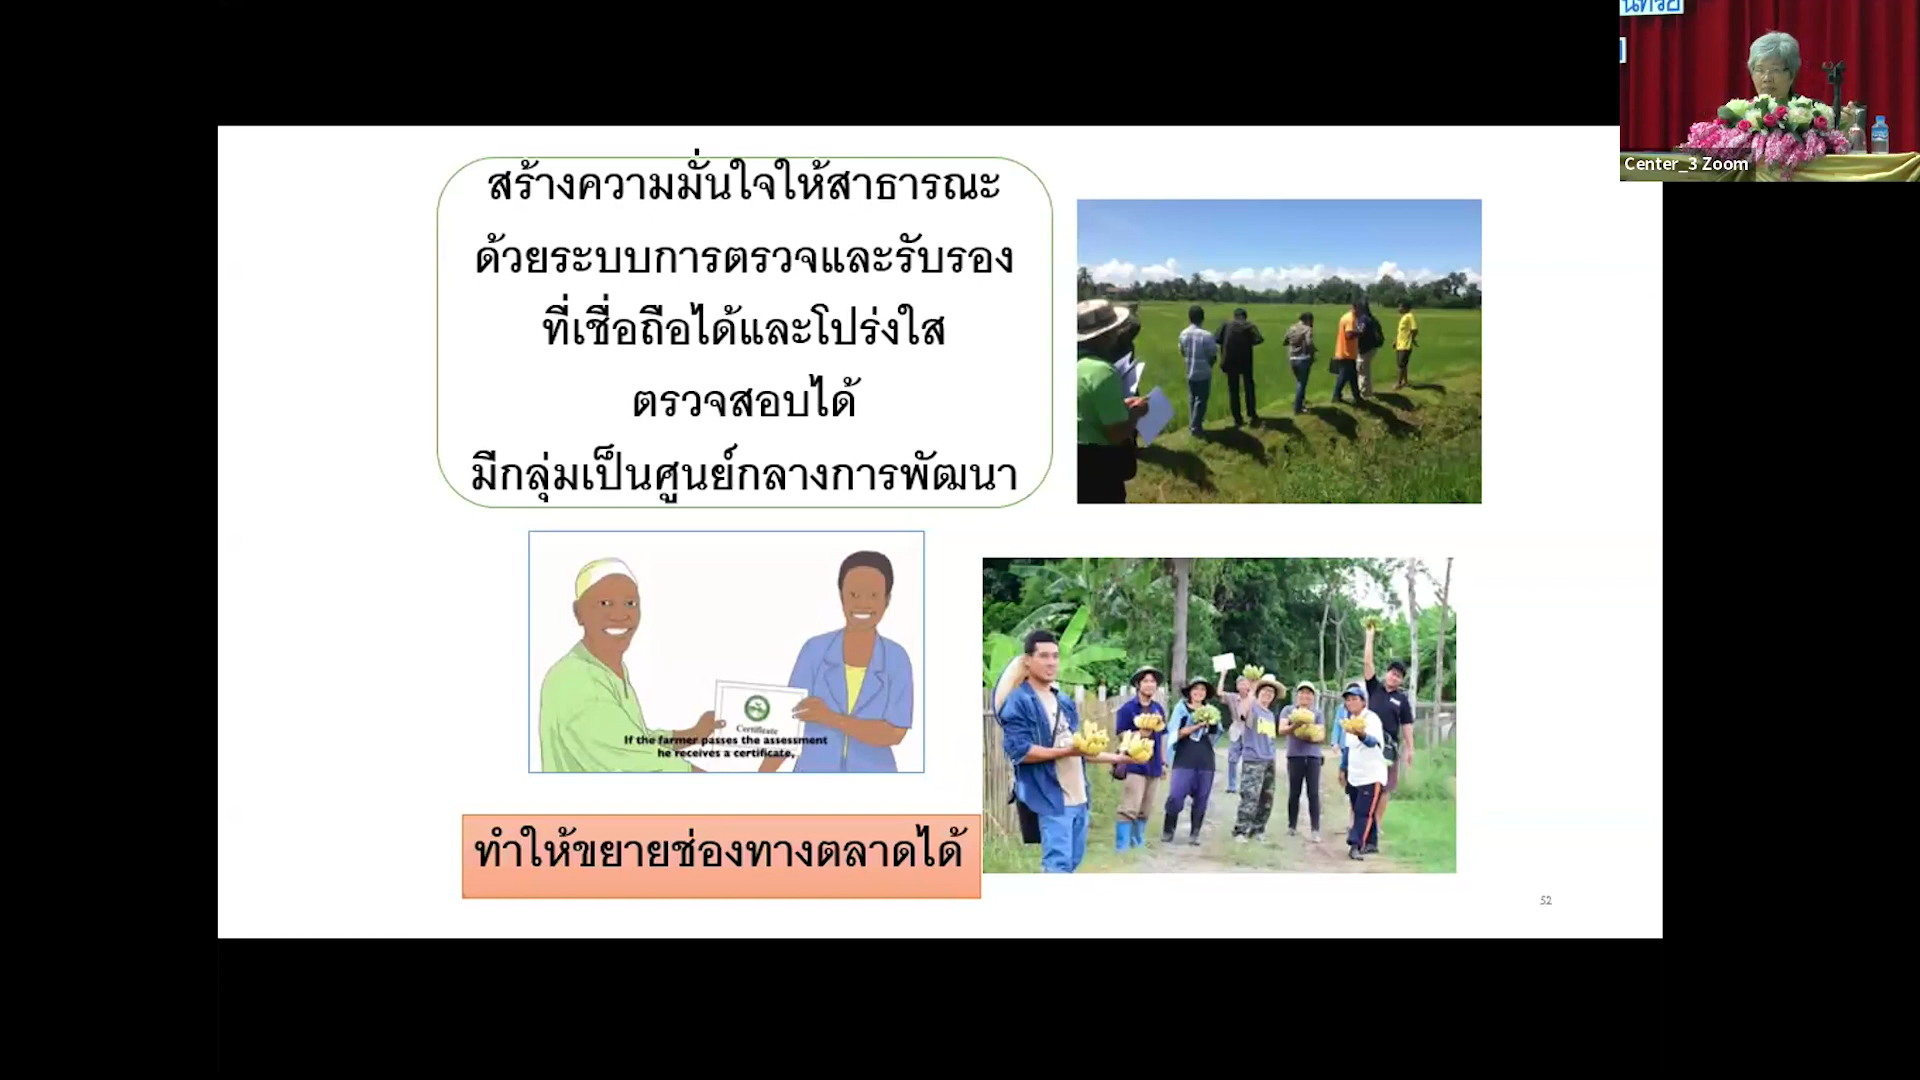 สร้างความมั่นใจให้สาธารณะ
ด้วยระบบการตรวจและรับรอง
ที่เชื่อถือได้และโปร่งใส
ตรวจสอบได้
มีกลุ่มเป็นศูนย์กลางการพัฒนา
Certificate
If the farmer passes the assessment
he receives a certificate,
ทำให้ขยายช่องทางตลาดได้
52
Center_3 Zoom